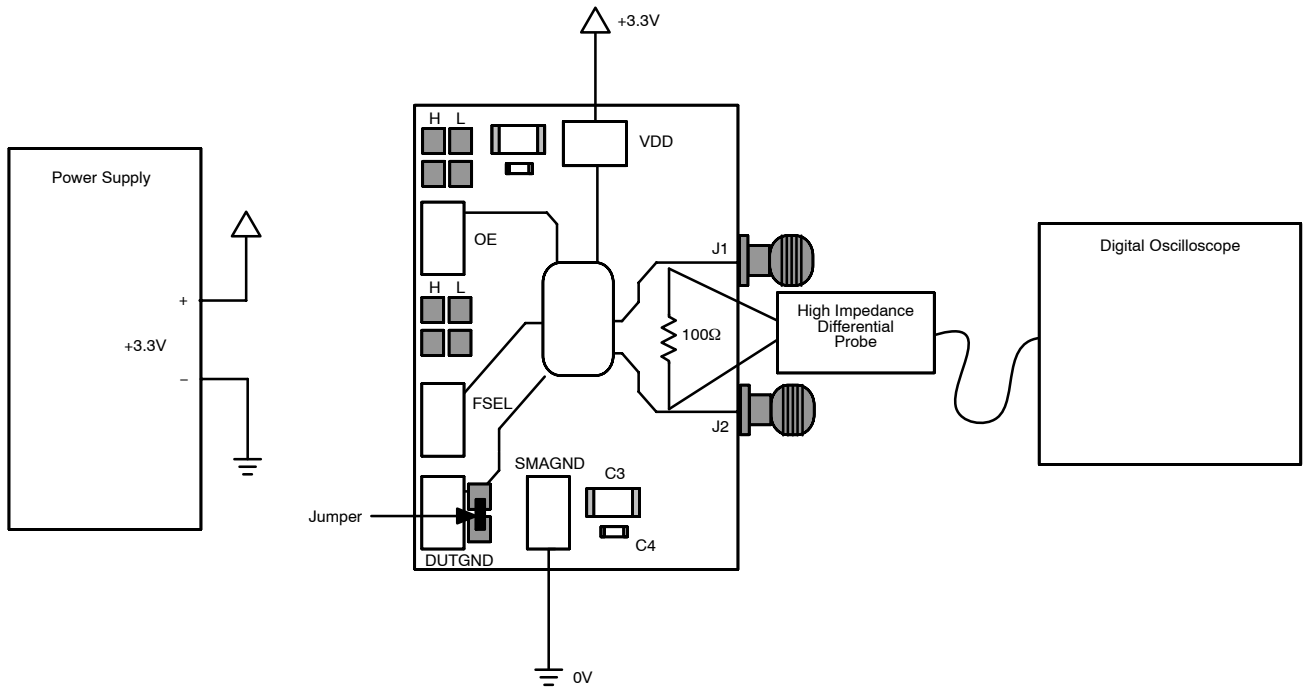 +3.3V
H L
VDD
Power Supply
OE
J1
Digital Oscilloscope
H L
+
High Impedance
Differential
Probe
100Ω
+3.3V
−
FSEL
J2
SMAGND
C3
Jumper
C4
DUTGND
0V